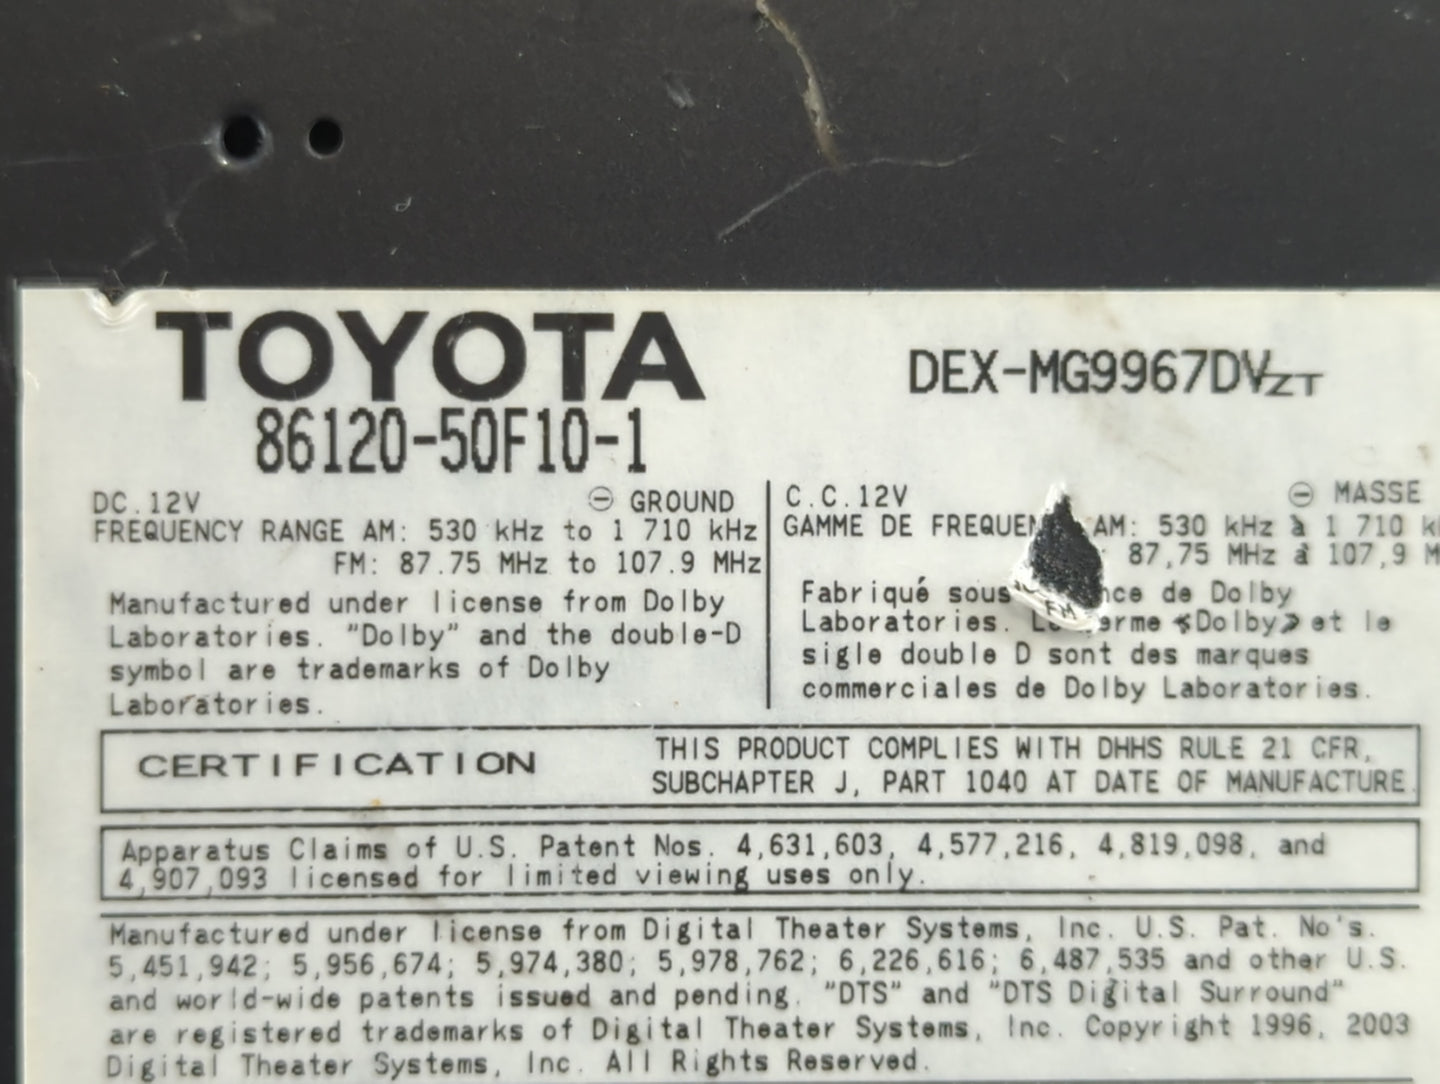 TOYOTA
86120-50F10-1
DEX-MG9967DVZT
DC.12V ⊖ GROUND
FREQUENCY RANGE AM: 530 kHz to 1 710 kHz
FM: 87.75 MHz to 107.9 MHz
Manufactured under license from Dolby
Laboratories. "Dolby" and the double-D
symbol are trademarks of Dolby
Laboratories.
C.C.12V ⊖ MASSE
GAMME DE AM: 530 kHz à 1 710
87,75 MHz à 107,9
Fabriqué sous de Dolby
Laboratories. «Dolby» et le
sigle double D sont des marques
commerciales de Dolby Laboratories.
FM
CERTIFICATION
THIS PRODUCT COMPLIES WITH DHHS RULE 21 CFR,
SUBCHAPTER J, PART 1040 AT DATE OF MANUFACTURE.
Apparatus Claims of U.S. Patent Nos. 4,631,603, 4,577,216, 4,819,098, and
4,907,093 licensed for limited viewing uses only.
Manufactured under license from Digital Theater Systems, Inc. U.S. Pat. No's.
5,451,942; 5,956,674; 5,974,380; 5,978,762; 6,226,616; 6,487,535 and other U.S.
and world-wide patents issued and pending. "DTS" and "DTS Digital Surround"
are registered trademarks of Digital Theater Systems, Inc. Copyright 1996, 2003
Digital Theater Systems, Inc. All Rights Reserved.